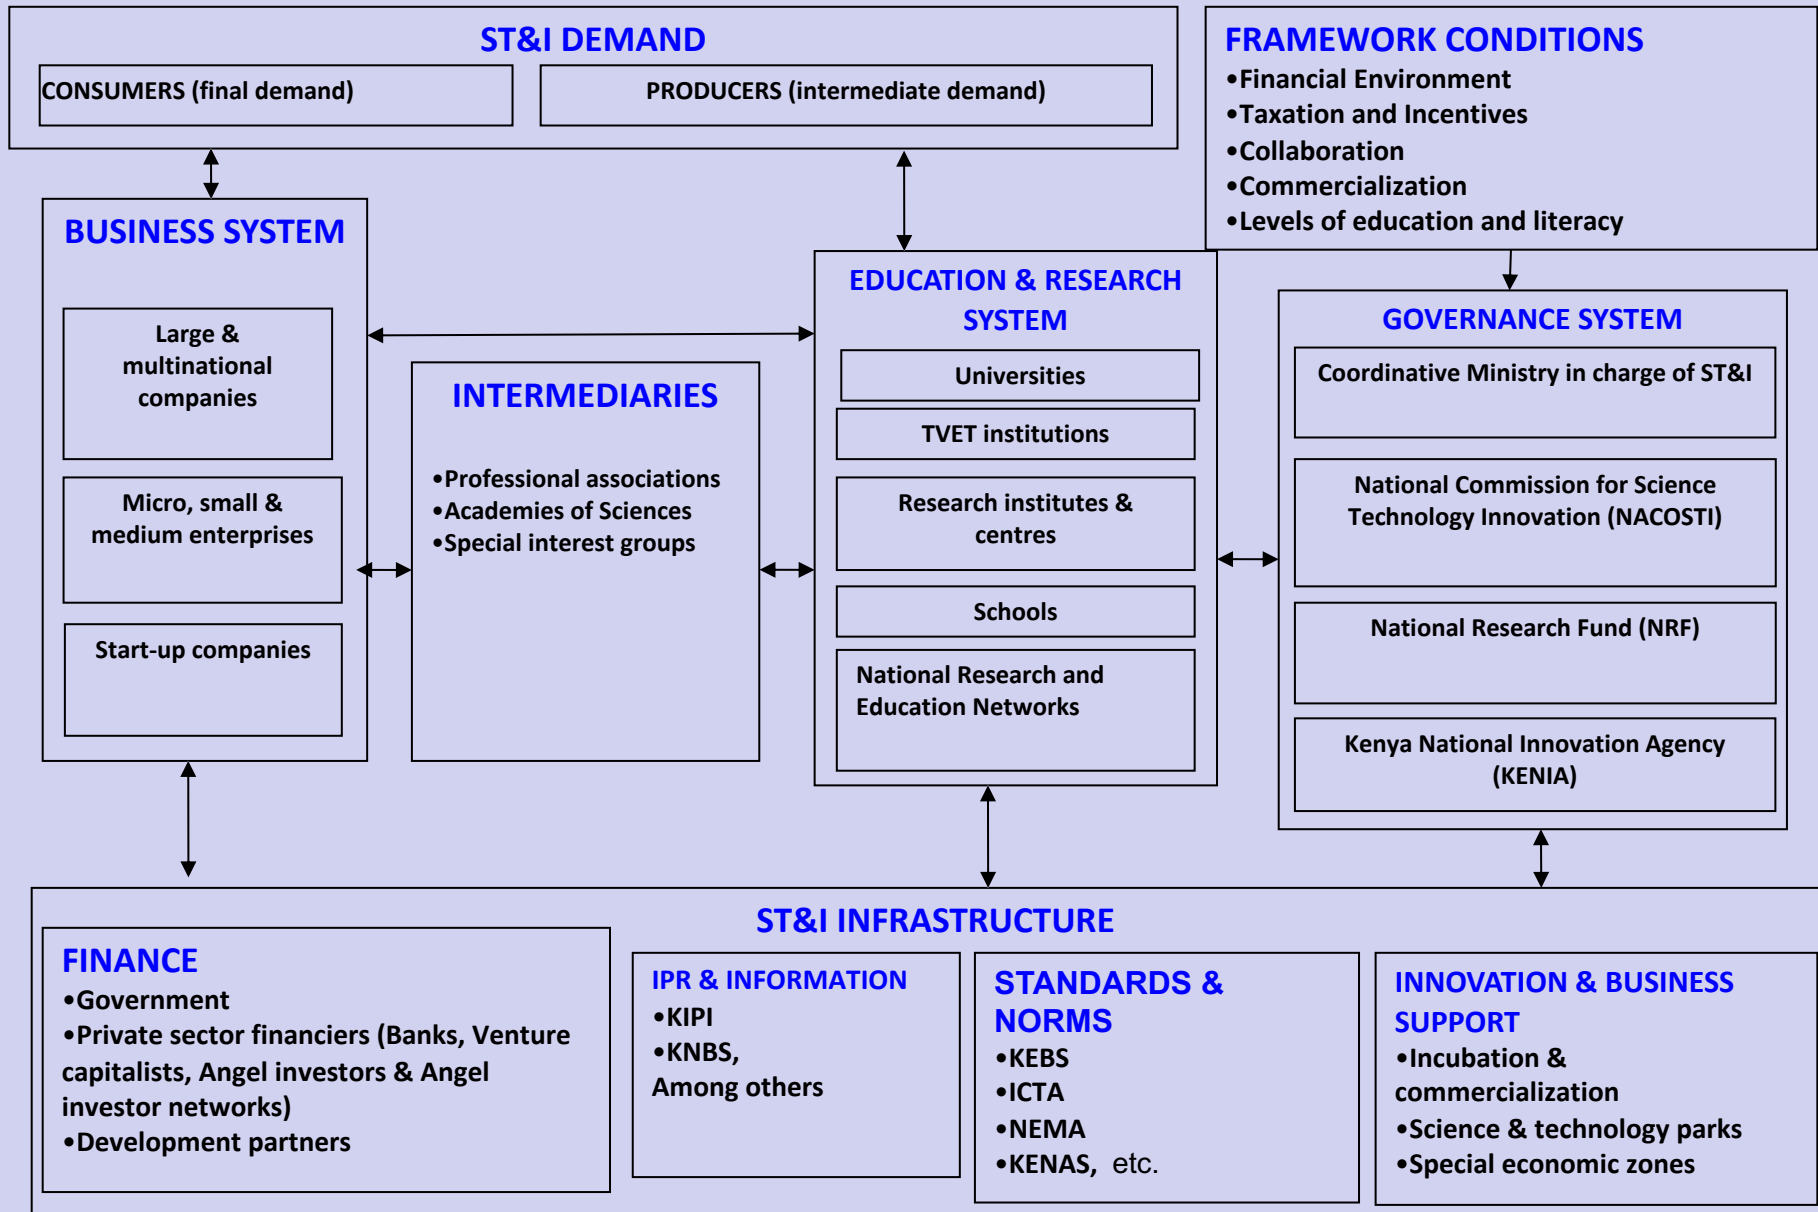 ST&I DEMAND
CONSUMERS (final demand)
PRODUCERS (intermediate demand)
FRAMEWORK CONDITIONS
•Financial Environment
•Taxation and Incentives
•Collaboration
•Commercialization
•Levels of education and literacy
BUSINESS SYSTEM
Large &
multinational
companies
Micro, small &
medium enterprises
Start-up companies
INTERMEDIARIES
•Professional associations
•Academies of Sciences
•Special interest groups
EDUCATION & RESEARCH
SYSTEM
Universities
TVET institutions
Research institutes &
centres
Schools
National Research and
Education Networks
GOVERNANCE SYSTEM
Coordinative Ministry in charge of ST&I
National Commission for Science
Technology Innovation (NACOSTI)
National Research Fund (NRF)
Kenya National Innovation Agency
(KENIA)
ST&I INFRASTRUCTURE
FINANCE
•Government
•Private sector financiers (Banks, Venture
capitalists, Angel investors & Angel
investor networks)
•Development partners
IPR & INFORMATION
•KIPI
•KNBS,
Among others
STANDARDS &
NORMS
•KEBS
•ICTA
•NEMA
•KENAS, etc.
INNOVATION & BUSINESS
SUPPORT
•Incubation &
commercialization
•Science & technology parks
•Special economic zones